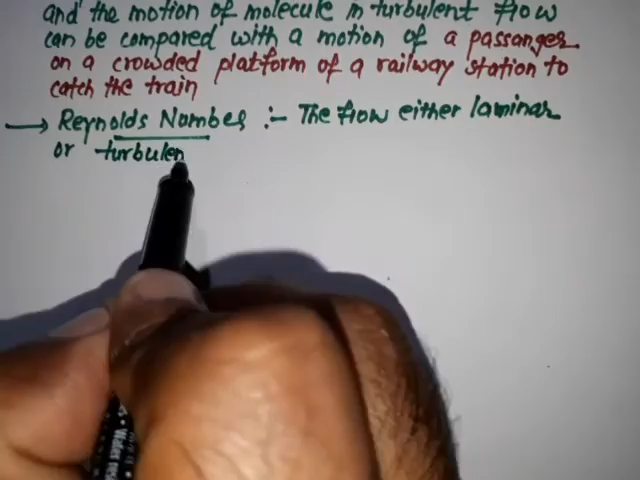 and the motion of molecule in turbulent flow
can be compared with a motion of a passanger
on a crowded platform of a railway station to
catch the train
→ Reynolds Number :- The flow either laminar
or turbulen